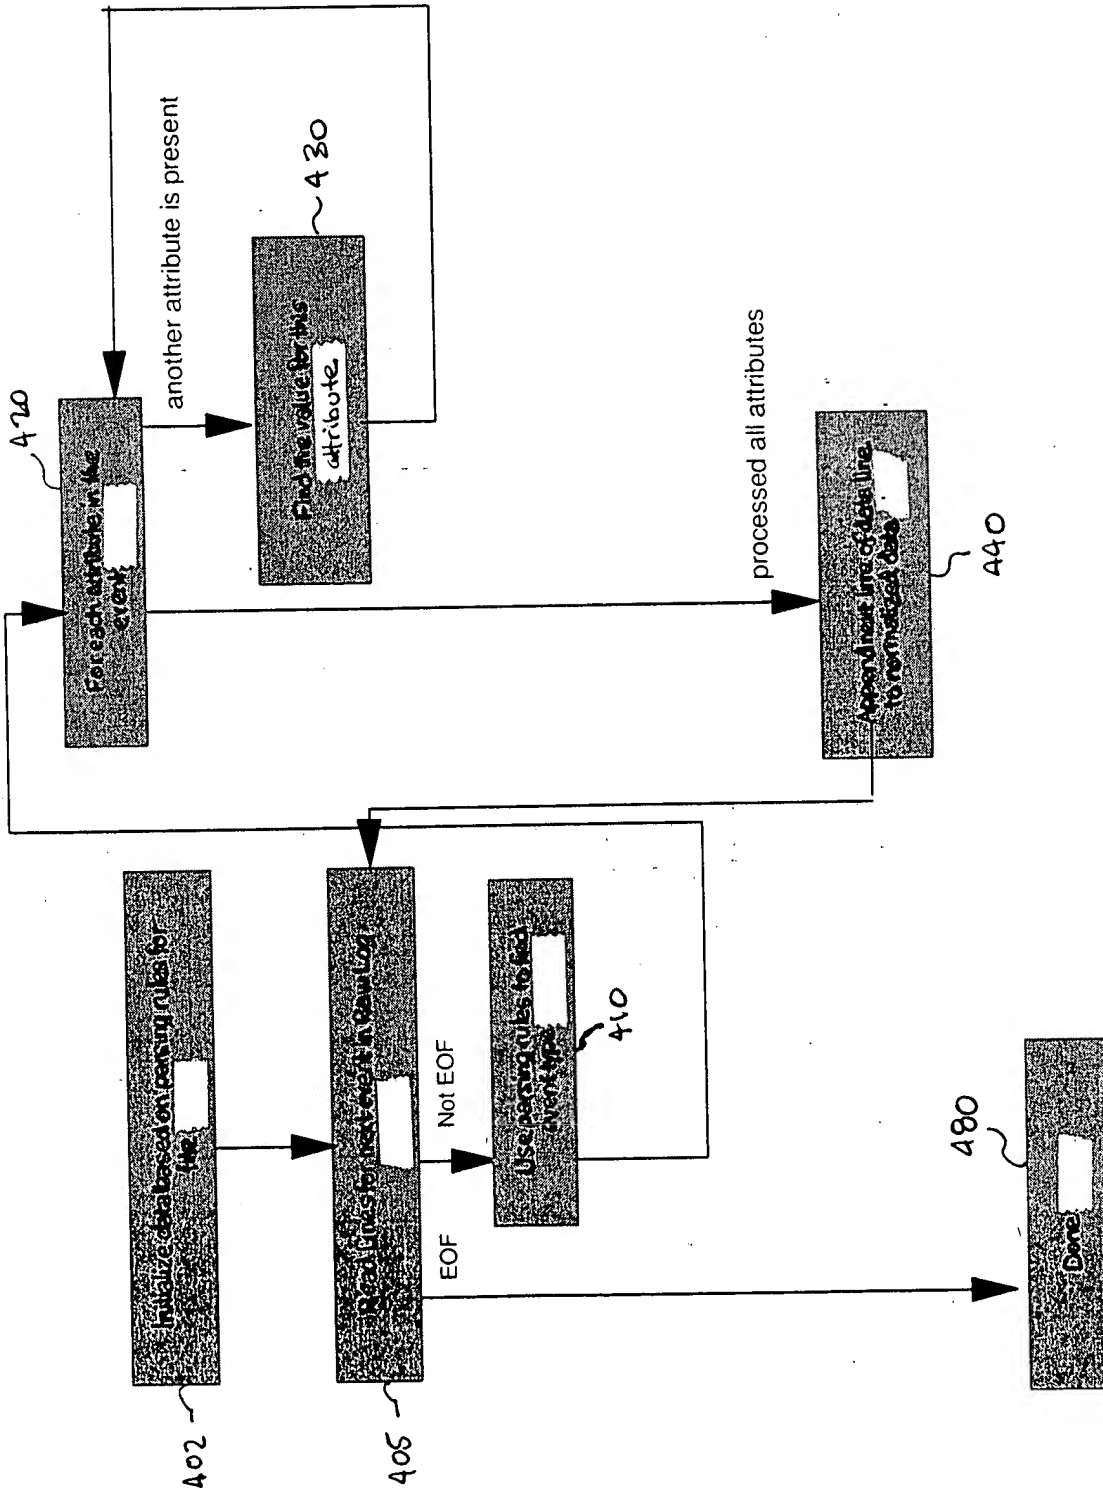 402
Initialize data based on parsing rules for
file
405
Read Lines for next event in Raw Log
EOF
Not EOF
Use parsing rules to find
event type
410
420
For each attribute in the
event
another attribute is present
Find the value for this
attribute
430
processed all attributes
Append next line of data line
to normalized data
440
480
Done